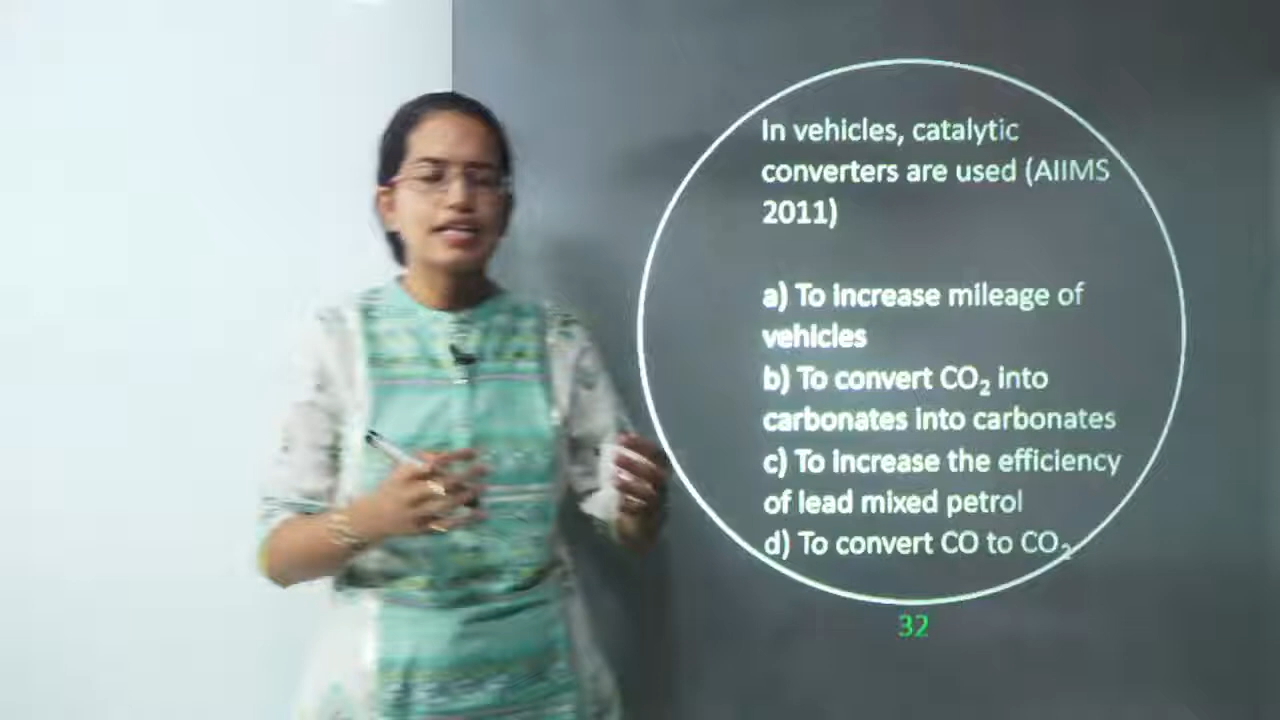 In vehicles, catalytic
converters are used (AIIMS
2011)
a) To increase mileage of
vehicles
b) To convert CO₂ into
carbonates into carbonates
c) To increase the efficiency
of lead mixed petrol
d) To convert CO to CO₂
32